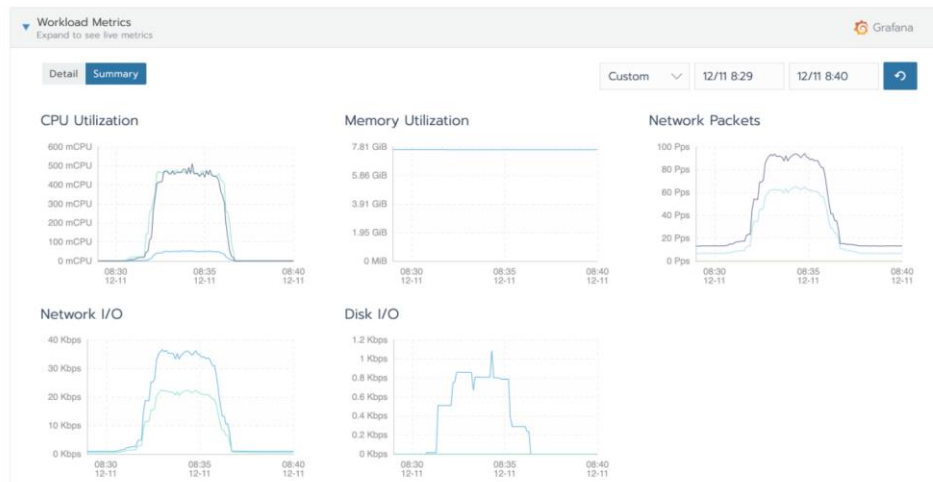 Workload Metrics
Expand to see live metrics
Grafana
Detail Summary
Custom 12/11 8:29 12/11 8:40
CPU Utilization
600 mCPU
500 mCPU
400 mCPU
300 mCPU
200 mCPU
100 mCPU
0 mCPU
08:30 08:35 08:40
12-11 12-11 12-11
Memory Utilization
7.81 GiB
5.86 GiB
3.91 GiB
1.95 GiB
0 MiB
08:30 08:35 08:40
12-11 12-11 12-11
Network Packets
100 Pps
80 Pps
60 Pps
40 Pps
20 Pps
0 Pps
08:30 08:35 08:40
12-11 12-11 12-11
Network I/O
40 Kbps
30 Kbps
20 Kbps
10 Kbps
0 Kbps
08:30 08:35 08:40
12-11 12-11 12-11
Disk I/O
1.2 Kbps
1 Kbps
0.8 Kbps
0.6 Kbps
0.4 Kbps
0.2 Kbps
0 Kbps
08:30 08:35 08:40
12-11 12-11 12-11